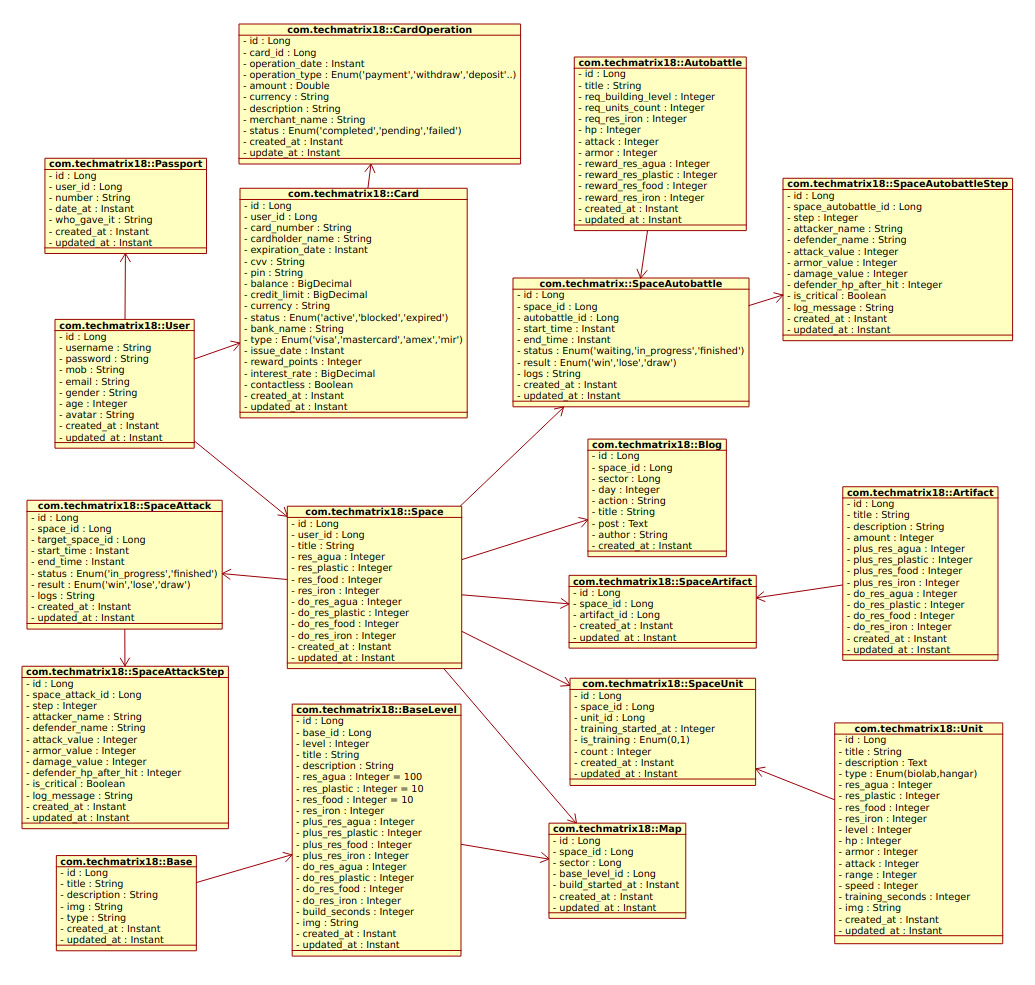 com.techmatrix18::CardOperation
- id : Long
- card_id : Long
- operation_date : Instant
- operation_type : Enum('payment','withdraw','deposit'..)
- amount : Double
- currency : String
- description : String
- merchant_name : String
- status : Enum('completed','pending','failed')
- created_at : Instant
- update_at : Instant
com.techmatrix18::Autobattle
- id : Long
- title : String
- req_building_level : Integer
- req_units_count : Integer
- req_res_iron : Integer
- hp : Integer
- attack : Integer
- armor : Integer
- reward_res_agua : Integer
- reward_res_plastic : Integer
- reward_res_food : Integer
- reward_res_iron : Integer
- created_at : Instant
- updated_at : Instant
com.techmatrix18::Passport
- id : Long
- user_id : Long
- number : String
- date_at : Instant
- who_gave_it : String
- created_at : Instant
- updated_at : Instant
com.techmatrix18::Card
- id : Long
- user_id : Long
- card_number : String
- cardholder_name : String
- expiration_date : Instant
- cvv : String
- pin : String
- balance : BigDecimal
- credit_limit : BigDecimal
- currency : String
- status : Enum('active','blocked','expired')
- bank_name : String
- type : Enum('visa','mastercard','amex','mir')
- issue_date : Instant
- reward_points : Integer
- interest_rate : BigDecimal
- contactless : Boolean
- created_at : Instant
- updated_at : Instant
com.techmatrix18::SpaceAutobattleStep
- id : Long
- space_autobattle_id : Long
- step : Integer
- attacker_name : String
- defender_name : String
- attack_value : Integer
- armor_value : Integer
- damage_value : Integer
- defender_hp_after_hit : Integer
- is_critical : Boolean
- log_message : String
- created_at : Instant
- updated_at : Instant
com.techmatrix::SpaceAutobattle
- id : Long
- space_id : Long
- autobattle_id : Long
- start_time : Instant
- end_time : Instant
- status : Enum('waiting,'in_progress','finished')
- result : Enum('win','lose','draw')
- logs : String
- created_at : Instant
- updated_at : Instant
com.techmatrix18::User
- id : Long
- username : String
- password : String
- mob : String
- email : String
- gender : String
- age : Integer
- avatar : String
- created_at : Instant
- updated_at : Instant
com.techmatrix18::Blog
- id : Long
- space_id : Long
- sector : Long
- day : Integer
- action : String
- title : String
- post : Text
- author : String
- created_at : Instant
com.techmatrix18::SpaceAttack
- id : Long
- space_id : Long
- target_space_id : Long
- start_time : Instant
- end_time : Instant
- status : Enum('in_progress','finished')
- result : Enum('win','lose','draw')
- logs : String
- created_at : Instant
- updated_at : Instant
com.techmatrix18::Space
- id : Long
- user_id : Long
- title : String
- res_agua : Integer
- res_plastic : Integer
- res_food : Integer
- res_iron : Integer
- do_res_agua : Integer
- do_res_plastic : Integer
- do_res_food : Integer
- do_res_iron : Integer
- created_at : Instant
- updated_at : Instant
com.techmatrix18::Artifact
- id : Long
- title : String
- description : String
- amount : Integer
- plus_res_agua : Integer
- plus_res_plastic : Integer
- plus_res_food : Integer
- plus_res_iron : Integer
- do_res_agua : Integer
- do_res_plastic : Integer
- do_res_food : Integer
- do_res_iron : Integer
- created_at : Instant
- updated_at : Instant
com.techmatrix18::SpaceArtifact
- id : Long
- space_id : Long
- artifact_id : Long
- created_at : Instant
- updated_at : Instant
com.techmatrix18::SpaceAttackStep
- id : Long
- space_attack_id : Long
- step : Integer
- attacker_name : String
- defender_name : String
- attack_value : Integer
- armor_value : Integer
- damage_value : Integer
- defender_hp_after_hit : Integer
- is_critical : Boolean
- log_message : String
- created_at : Instant
- updated_at : Instant
com.techmatrix18::SpaceUnit
- id : Long
- space_id : Long
- unit_id : Long
- training_started_at : Integer
- is_training : Enum(0,1)
- count : Integer
- created_at : Instant
- updated_at : Instant
com.techmatrix18::BaseLevel
- id : Long
- base_id : Long
- level : Integer
- title : String
- description : String
- res_agua : Integer = 100
- res_plastic : Integer = 10
- res_food : Integer = 10
- res_iron : Integer
- plus_res_agua : Integer
- plus_res_plastic : Integer
- plus_res_food : Integer
- plus_res_iron : Integer
- do_res_agua : Integer
- do_res_plastic : Integer
- do_res_food : Integer
- do_res_iron : Integer
- build_seconds : Integer
- img : String
- created_at : Instant
- updated_at : Instant
com.techmatrix18::Unit
- id : Long
- title : String
- description : Text
- type : Enum(biolab,hangar)
- res_agua : Integer
- res_plastic : Integer
- res_food : Integer
- res_iron : Integer
- level : Integer
- hp : Integer
- armor : Integer
- attack : Integer
- range : Integer
- speed : Integer
- training_seconds : Integer
- img : String
- created_at : Instant
- updated_at : Instant
com.techmatrix18::Map
- id : Long
- space_id : Long
- sector : Long
- base_level_id : Long
- build_started_at : Instant
- created_at : Instant
- updated_at : Instant
com.techmatrix18::Base
- id : Long
- title : String
- description : String
- img : String
- type : String
- created_at : Instant
- updated_at : Instant